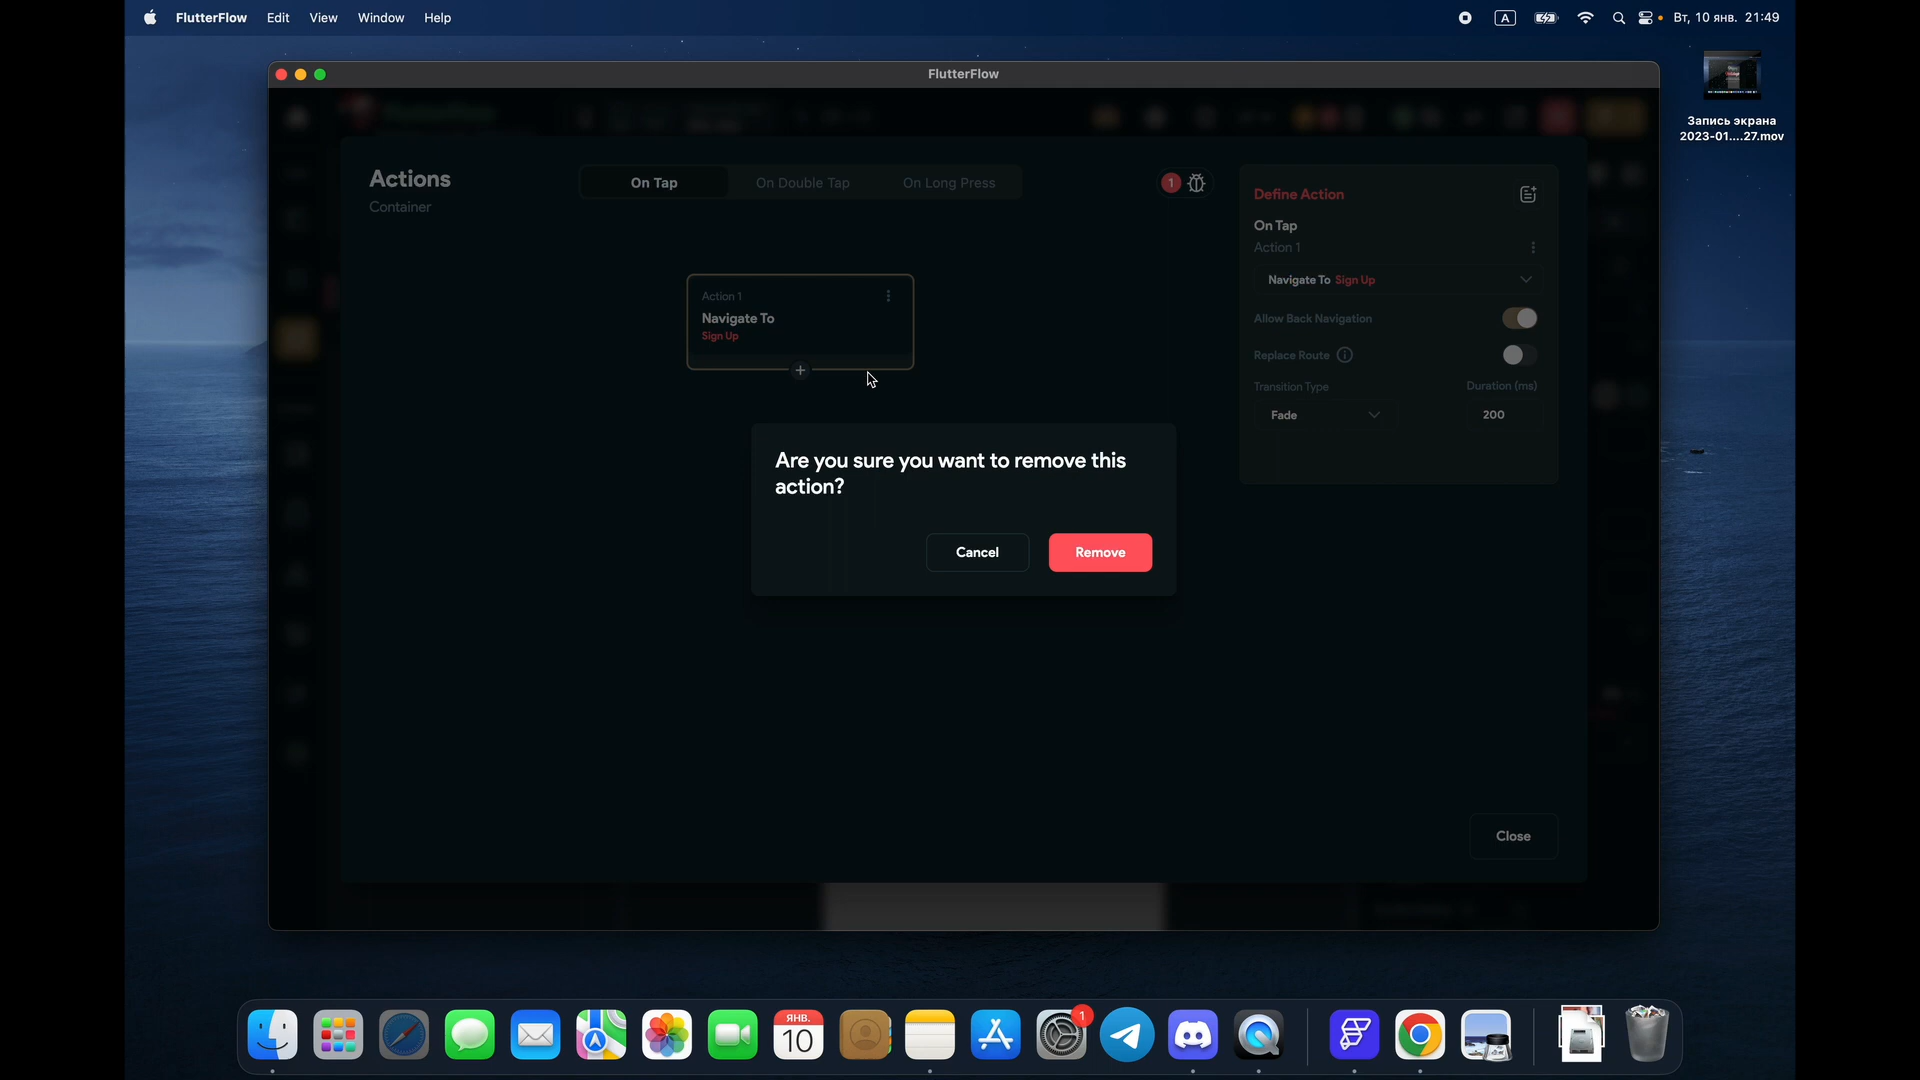 FlutterFlow Edit View Window Help
A Вт, 10 янв. 21:49
FlutterFlow
Запись экрана
2023-01....27.mov
Actions
Container
On Tap On Double Tap On Long Press
1
Define Action
On Tap
Action 1
Navigate To Sign Up
Allow Back Navigation
Replace Route
Transition Type Duration (ms)
Fade 200
Action 1
Navigate To
Sign Up
+
Are you sure you want to remove this
action?
Cancel Remove
Close
ЯНВ.
10
1